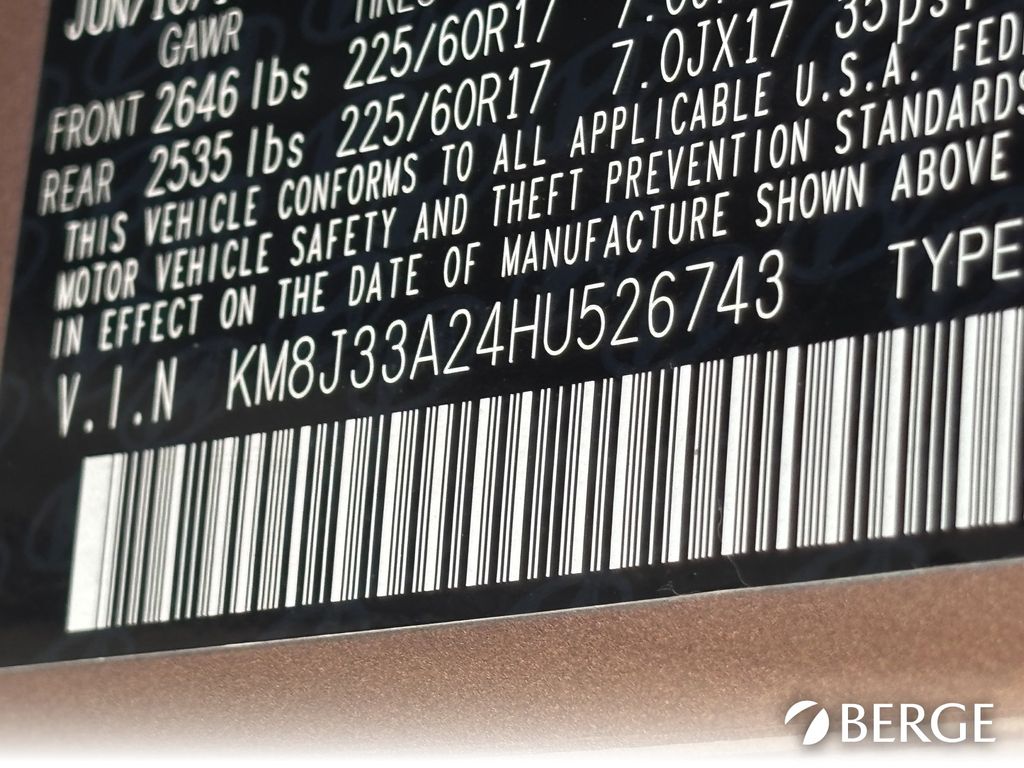 GAWR
FRONT 2646 lbs 225/60R17
REAR 2535 lbs 225/60R17 7.0JX17 35psi
THIS VEHICLE CONFORMS TO ALL APPLICABLE U.S.A. FED
MOTOR VEHICLE SAFETY AND THEFT PREVENTION STANDARDS
IN EFFECT ON THE DATE OF MANUFACTURE SHOWN ABOVE
V.I.N KM8J33A24HU526743 TYPE
BERGE